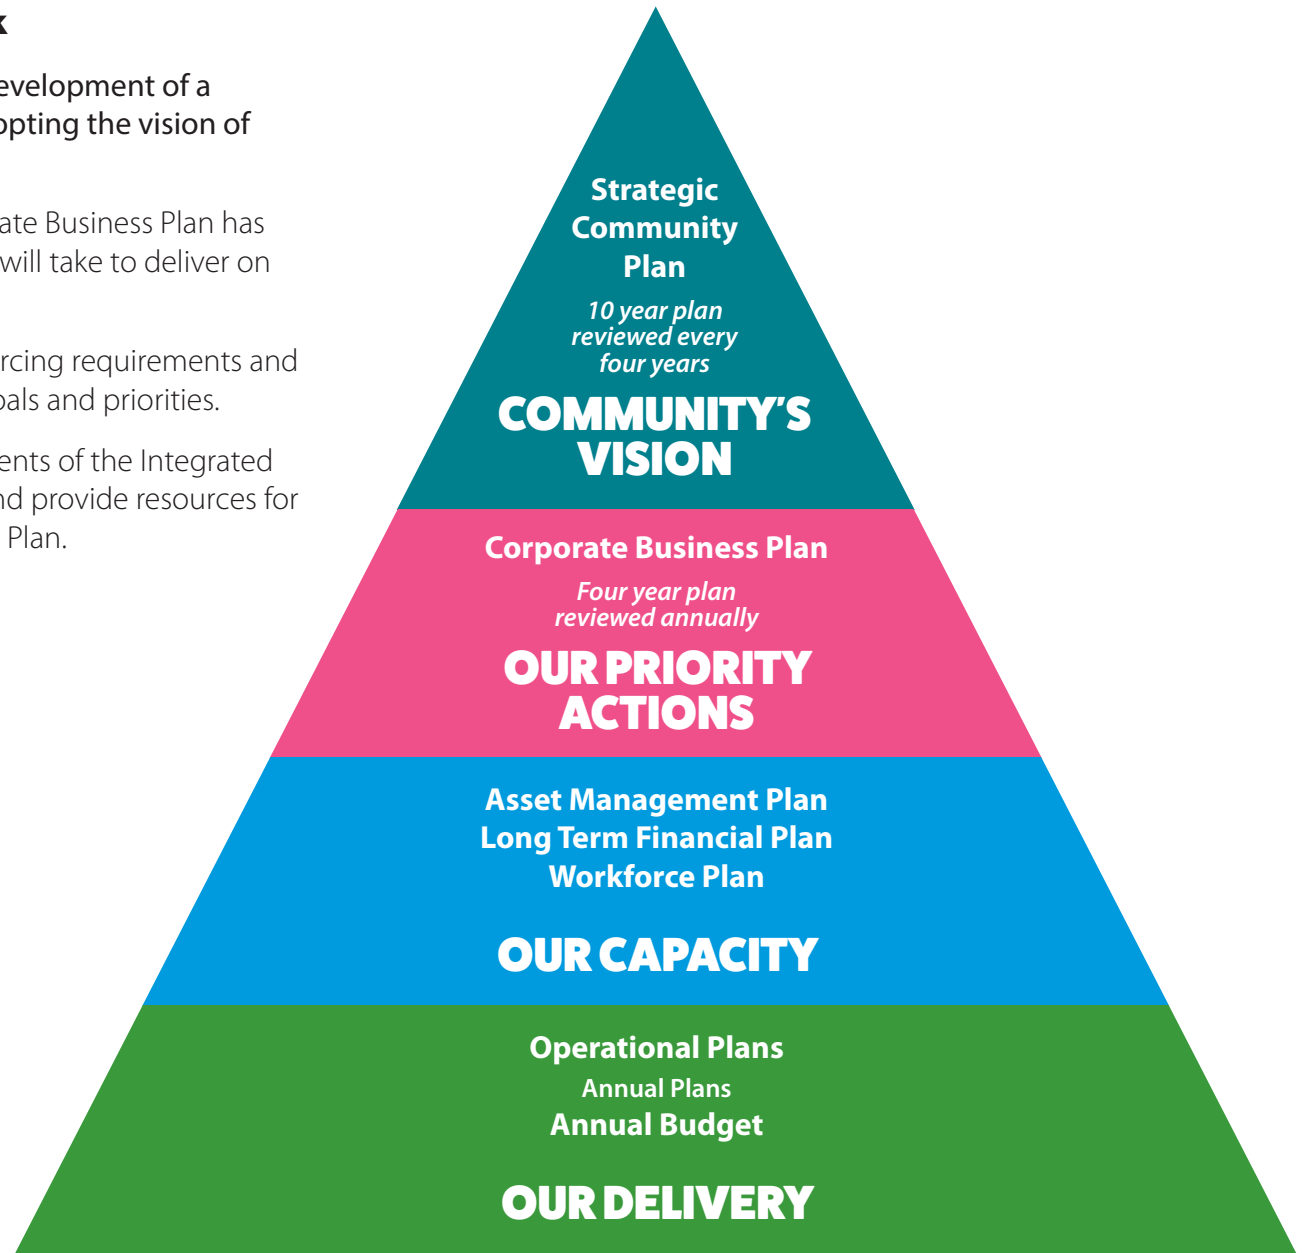 k
evelopment of a
opting the vision of
ate Business Plan has
will take to deliver on
rcing requirements and
oals and priorities.
ents of the Integrated
nd provide resources for
Plan.
Strategic
Community
Plan
10 year plan
reviewed every
four years
COMMUNITY'S
VISION
Corporate Business Plan
Four year plan
reviewed annually
OUR PRIORITY
ACTIONS
Asset Management Plan
Long Term Financial Plan
Workforce Plan
OUR CAPACITY
Operational Plans
Annual Plans
Annual Budget
OUR DELIVERY